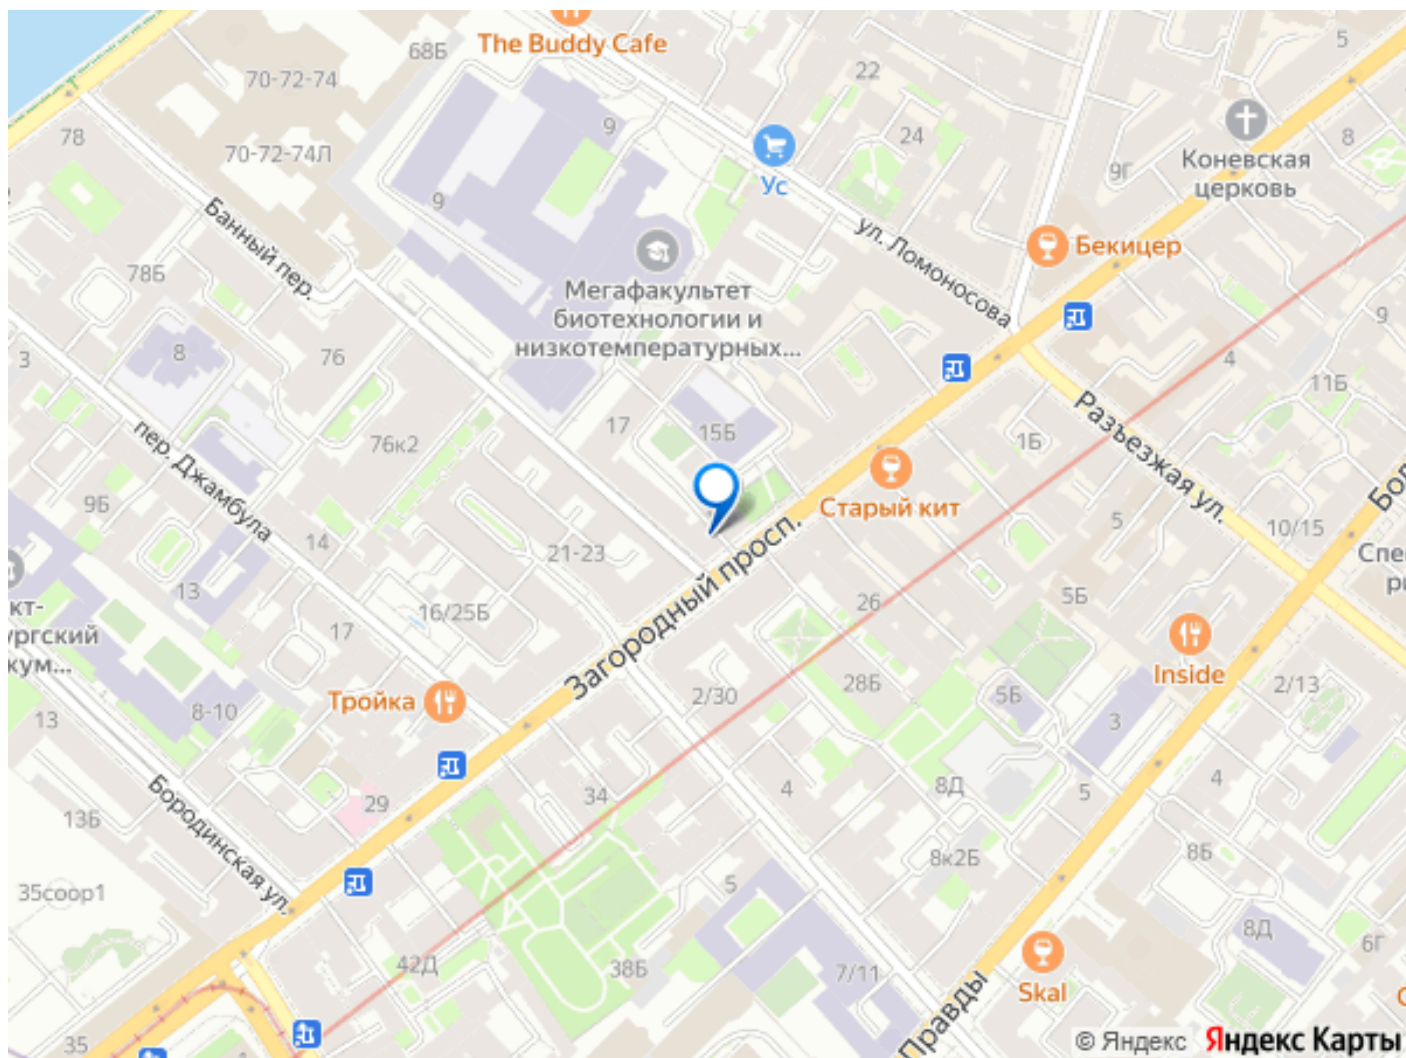 The Buddy Cafe
68Б
70-72-74
22
5
78
9
24
8
70-72-74Л
Ус
9Г
Коневская
церковь
9
Банный пер.
ул. Ломоносова
Бекицер
78Б
Мегафакультет
биотехнологии и
низкотемпературных...
9
3
8
76
4
11Б
Разъезжая ул.
17
15Б
1Б
76к2
пер. Джамбула
Старый кит
9Б
14
21-23
Загородный просп.
5
10/15
13
16/25Б
26
5Б
17
Inside
Тройка
2/30
28Б
5Б
2/13
3
13
8-10
29
34
4
8Д
5
4
13Б
Бородинская ул.
8к2Б
8Б
35соор1
5
8Д
6Г
42Д
38Б
7/11
Skal
Правды
35
© Яндекс Яндекс Карты